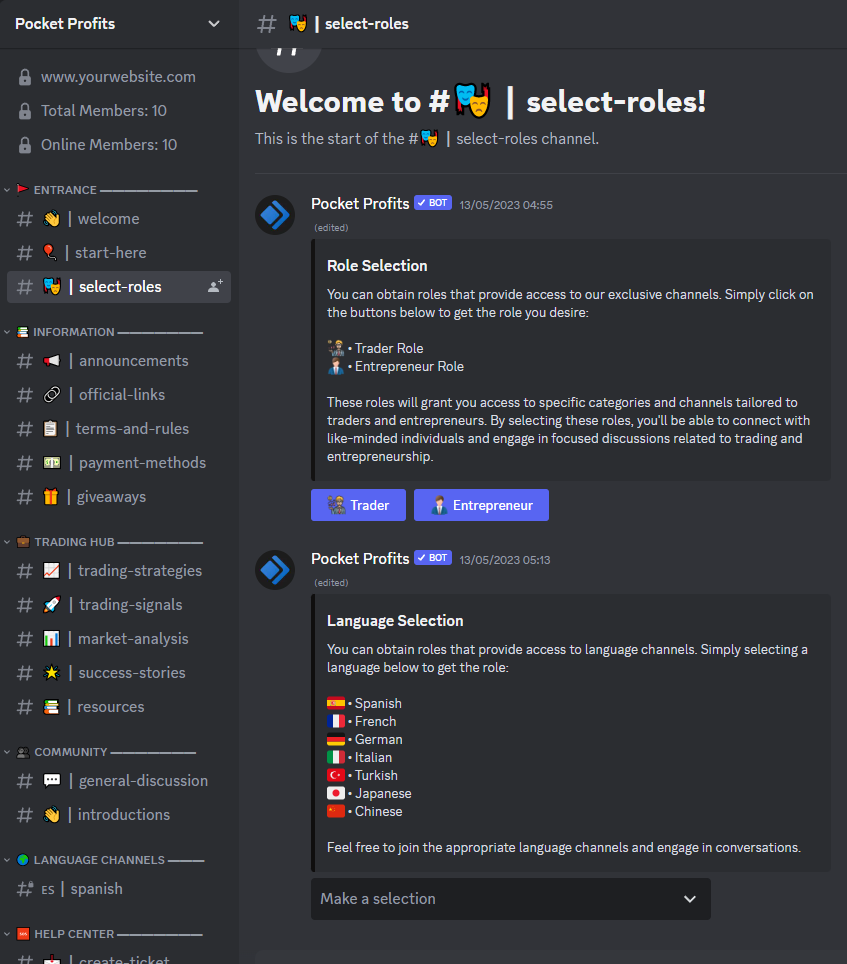 Pocket Profits
www.yourwebsite.com
Total Members: 10
Online Members: 10
ENTRANCE
# 👋 | welcome
# 🎈 | start-here
# 🎭 | select-roles
INFORMATION
# 📢 | announcements
# 🔗 | official-links
# 📋 | terms-and-rules
# 💵 | payment-methods
# 🎁 | giveaways
TRADING HUB
# 📈 | trading-strategies
# 🚀 | trading-signals
# 📊 | market-analysis
# 🌟 | success-stories
# 📚 | resources
COMMUNITY
# 💬 | general-discussion
# 👋 | introductions
LANGUAGE CHANNELS
# ES | spanish
HELP CENTER
# | create-ticket
# 🎭 | select-roles
Welcome to #🎭 | select-roles!
This is the start of the #🎭 | select-roles channel.
Pocket Profits ✓ BOT 13/05/2023 04:55
(edited)
Role Selection
You can obtain roles that provide access to our exclusive channels. Simply click on
the buttons below to get the role you desire:
• Trader Role
• Entrepreneur Role
These roles will grant you access to specific categories and channels tailored to
traders and entrepreneurs. By selecting these roles, you'll be able to connect with
like-minded individuals and engage in focused discussions related to trading and
entrepreneurship.
Trader Entrepreneur
Pocket Profits ✓ BOT 13/05/2023 05:13
(edited)
Language Selection
You can obtain roles that provide access to language channels. Simply selecting a
language below to get the role:
🇪🇸 • Spanish
🇫🇷 • French
🇩🇪 • German
🇮🇹 • Italian
🇹🇷 • Turkish
🇯🇵 • Japanese
🇨🇳 • Chinese
Feel free to join the appropriate language channels and engage in conversations.
Make a selection